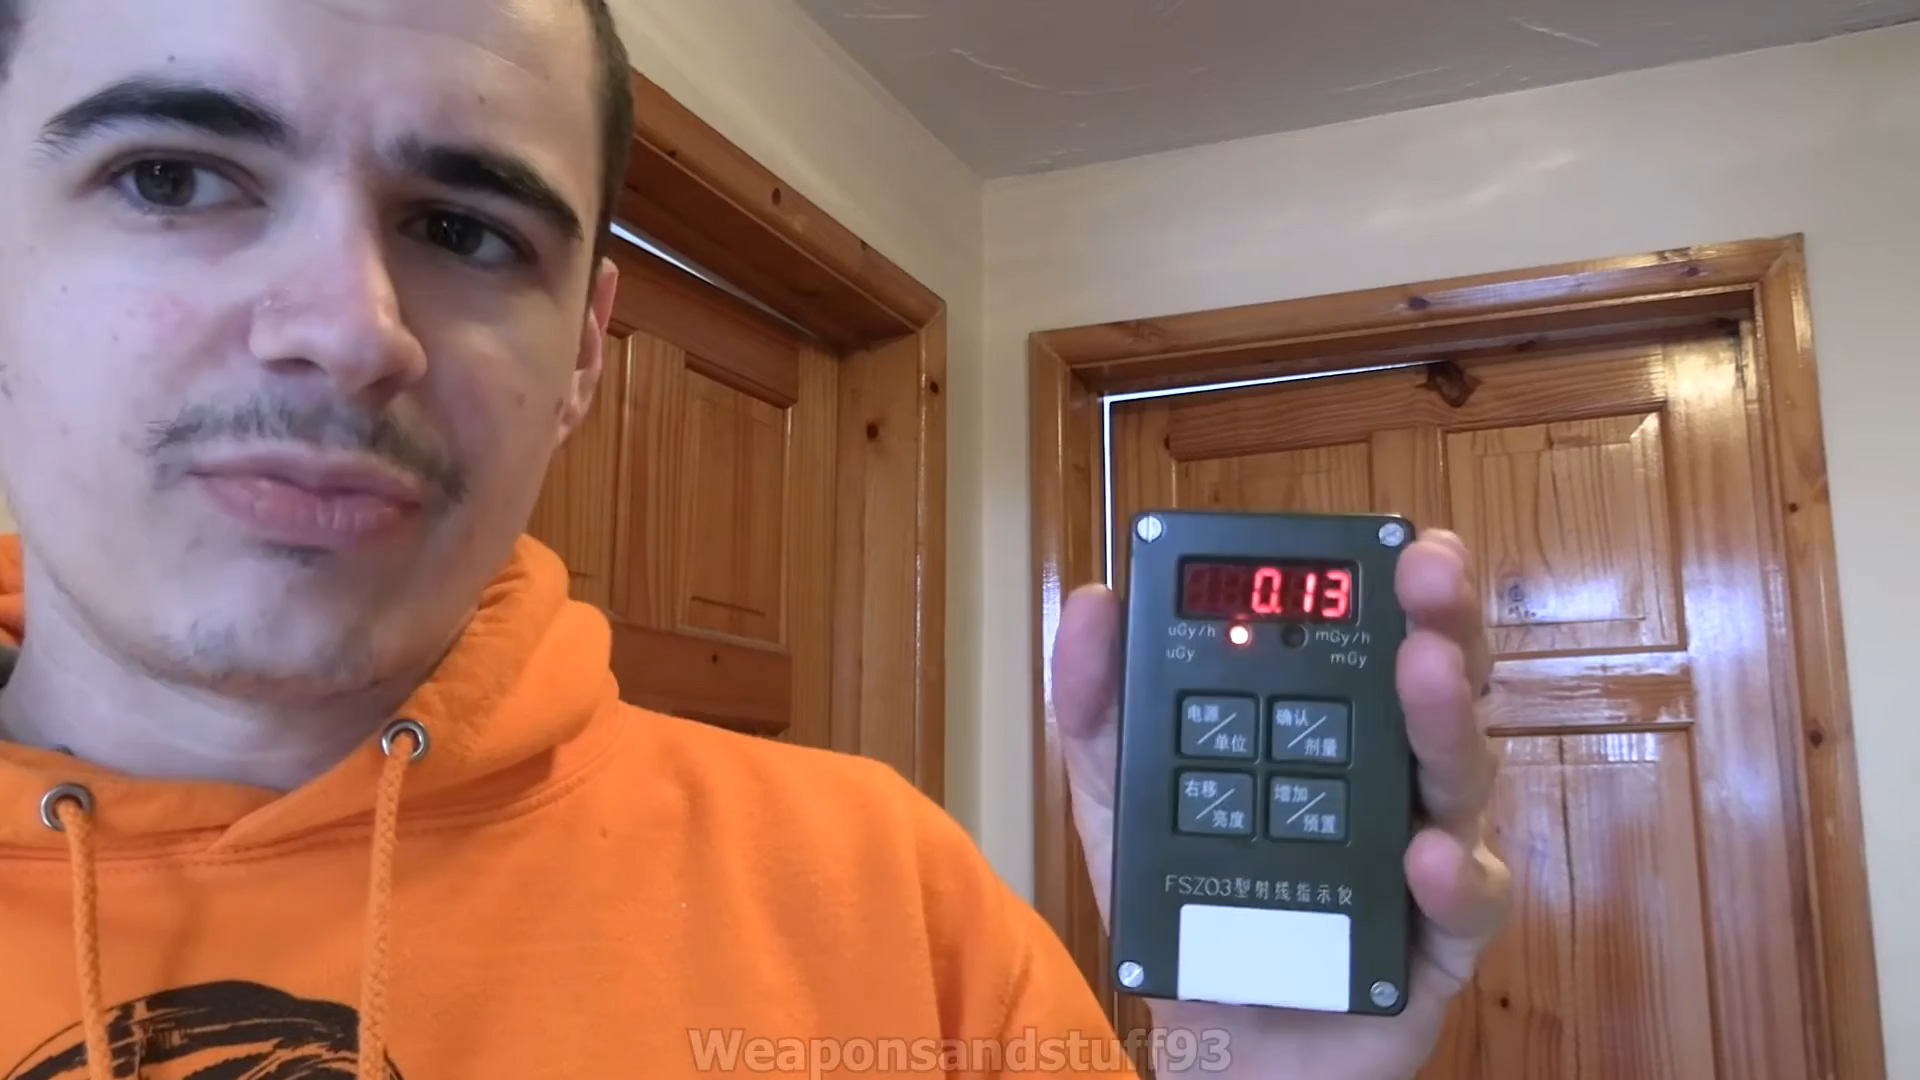 0.13
uGy/h mGy/h
uGy mGy
电源/单位 确认/剂量
右移/亮度 增加/预置
FSZ03型射线指示仪
Weaponsandstuff93